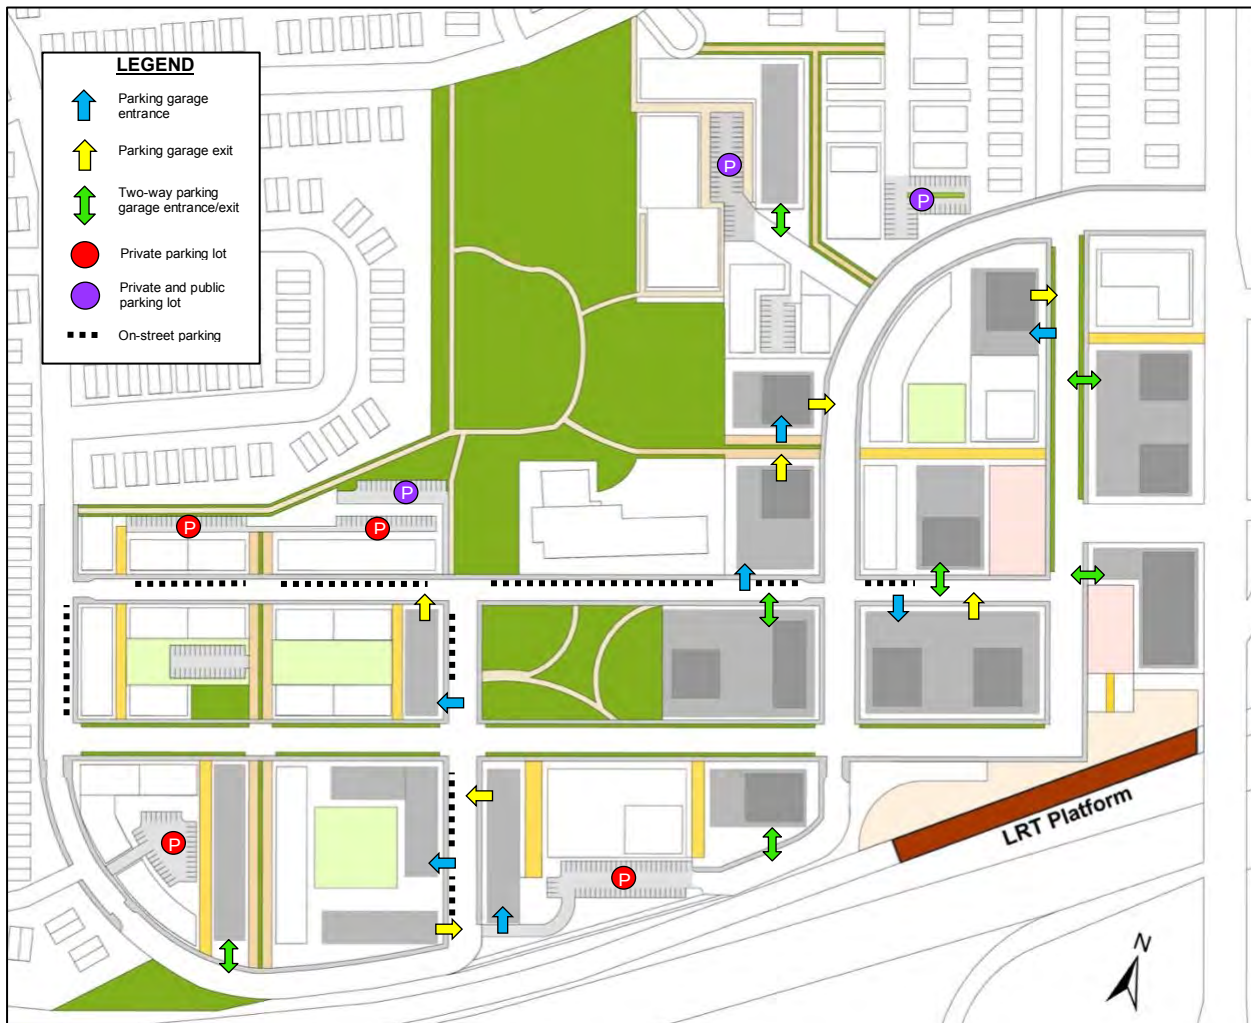 LEGEND
Parking garage
entrance
Parking garage exit
Two-way parking
garage entrance/exit
Private parking lot
Private and public
parking lot
On-street parking
P
P
P
P
P
P
P
LRT Platform
N